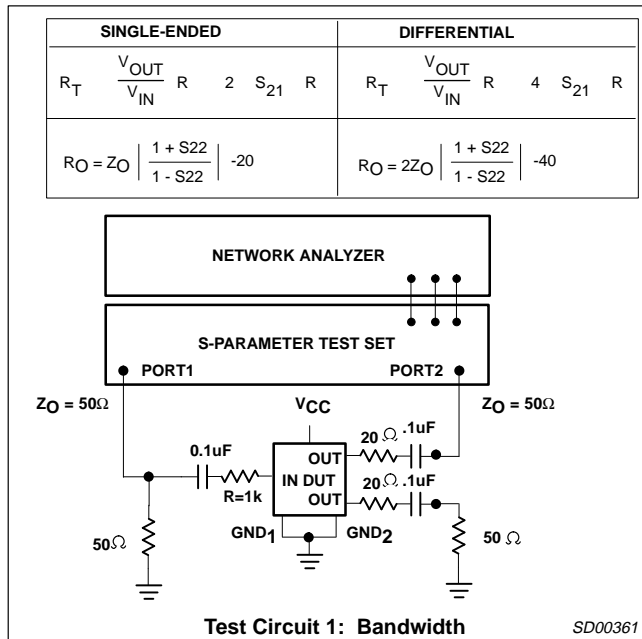 SINGLE-ENDED DIFFERENTIAL
R_T V_OUT / V_IN R 2 S_21 R
R_T V_OUT / V_IN R 4 S_21 R
R_O = Z_O | 1 + S22 / 1 - S22 | -20
R_O = 2Z_O | 1 + S22 / 1 - S22 | -40
NETWORK ANALYZER
S-PARAMETER TEST SET
PORT1 PORT2
Z_O = 50Ω Z_O = 50Ω
V_CC
0.1uF 20 Ω .1uF
OUT
R=1k IN DUT
20 Ω .1uF
OUT
50Ω GND_1 GND_2 50 Ω
Test Circuit 1: Bandwidth SD00361